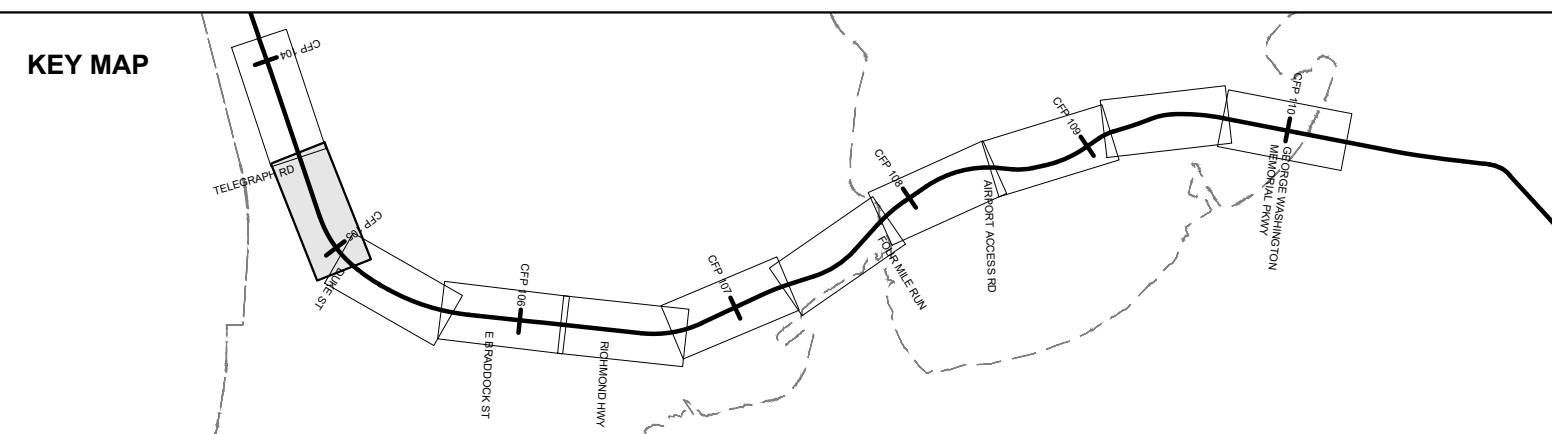 KEY MAP
CFP 104
TELEGRAPH RD
CFP 105
DUKE ST
CFP 106
E BRADDOCK ST
RICHMOND HWY
CFP 107
CFP 108
FOUR MILE RUN
AIRPORT ACCESS RD
CFP 109
CFP 110
GEORGE WASHINGTON
MEMORIAL PKWY